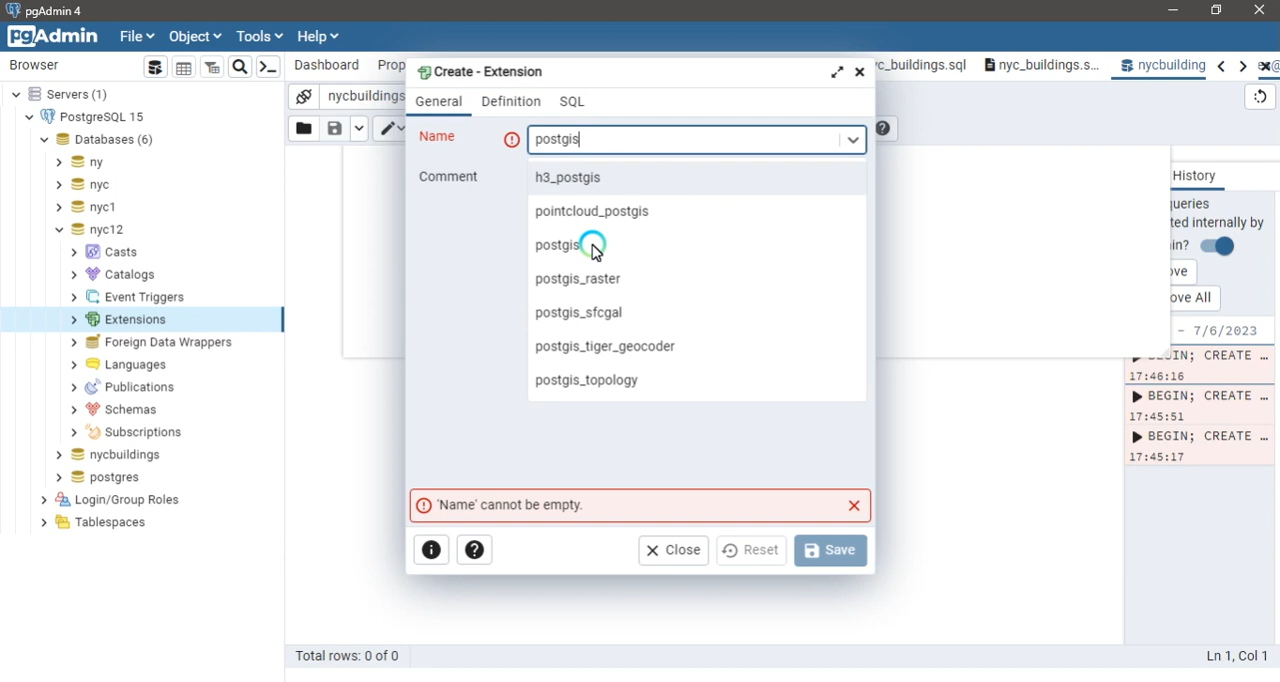 pgAdmin 4
pgAdmin File Object Tools Help
Browser
Dashboard
Prop
c_buildings.sql
nyc_buildings.s...
nycbuilding
Servers (1)
PostgreSQL 15
Databases (6)
ny
nyc
nyc1
nyc12
Casts
Catalogs
Event Triggers
Extensions
Foreign Data Wrappers
Languages
Publications
Schemas
Subscriptions
nycbuildings
postgres
Login/Group Roles
Tablespaces
nycbuildings
Create - Extension
General Definition SQL
Name
postgis
Comment
h3_postgis
pointcloud_postgis
postgis
postgis_raster
postgis_sfcgal
postgis_tiger_geocoder
postgis_topology
'Name' cannot be empty.
Close Reset Save
History
ueries
ted internally by
in?
ove
ove All
- 7/6/2023
BEGIN; CREATE ...
17:46:16
BEGIN; CREATE ...
17:45:51
BEGIN; CREATE ...
17:45:17
Total rows: 0 of 0
Ln 1, Col 1